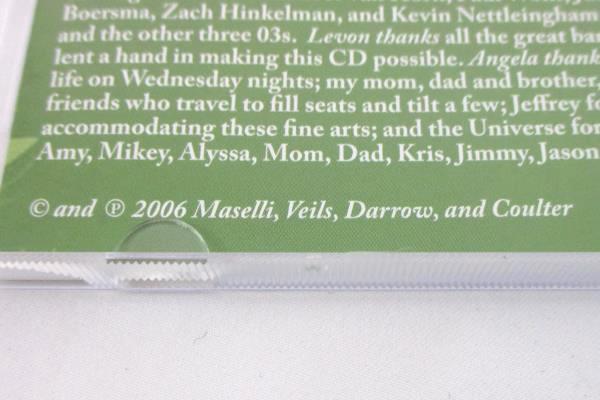 Boersma, Zach Hinkelman, and Kevin Nettleingham
and the other three 03s. Levon thanks all the great
lent a hand in making this CD possible. Angela
life on Wednesday nights; my mom, dad and brother,
friends who travel to fill seats and tilt a few; Jeffrey
accommodating these fine arts; and the Universe for
Amy, Mikey, Alyssa, Mom, Dad, Kris, Jimmy, Jason
© and ℗ 2006 Maselli, Veils, Darrow, and Coulter